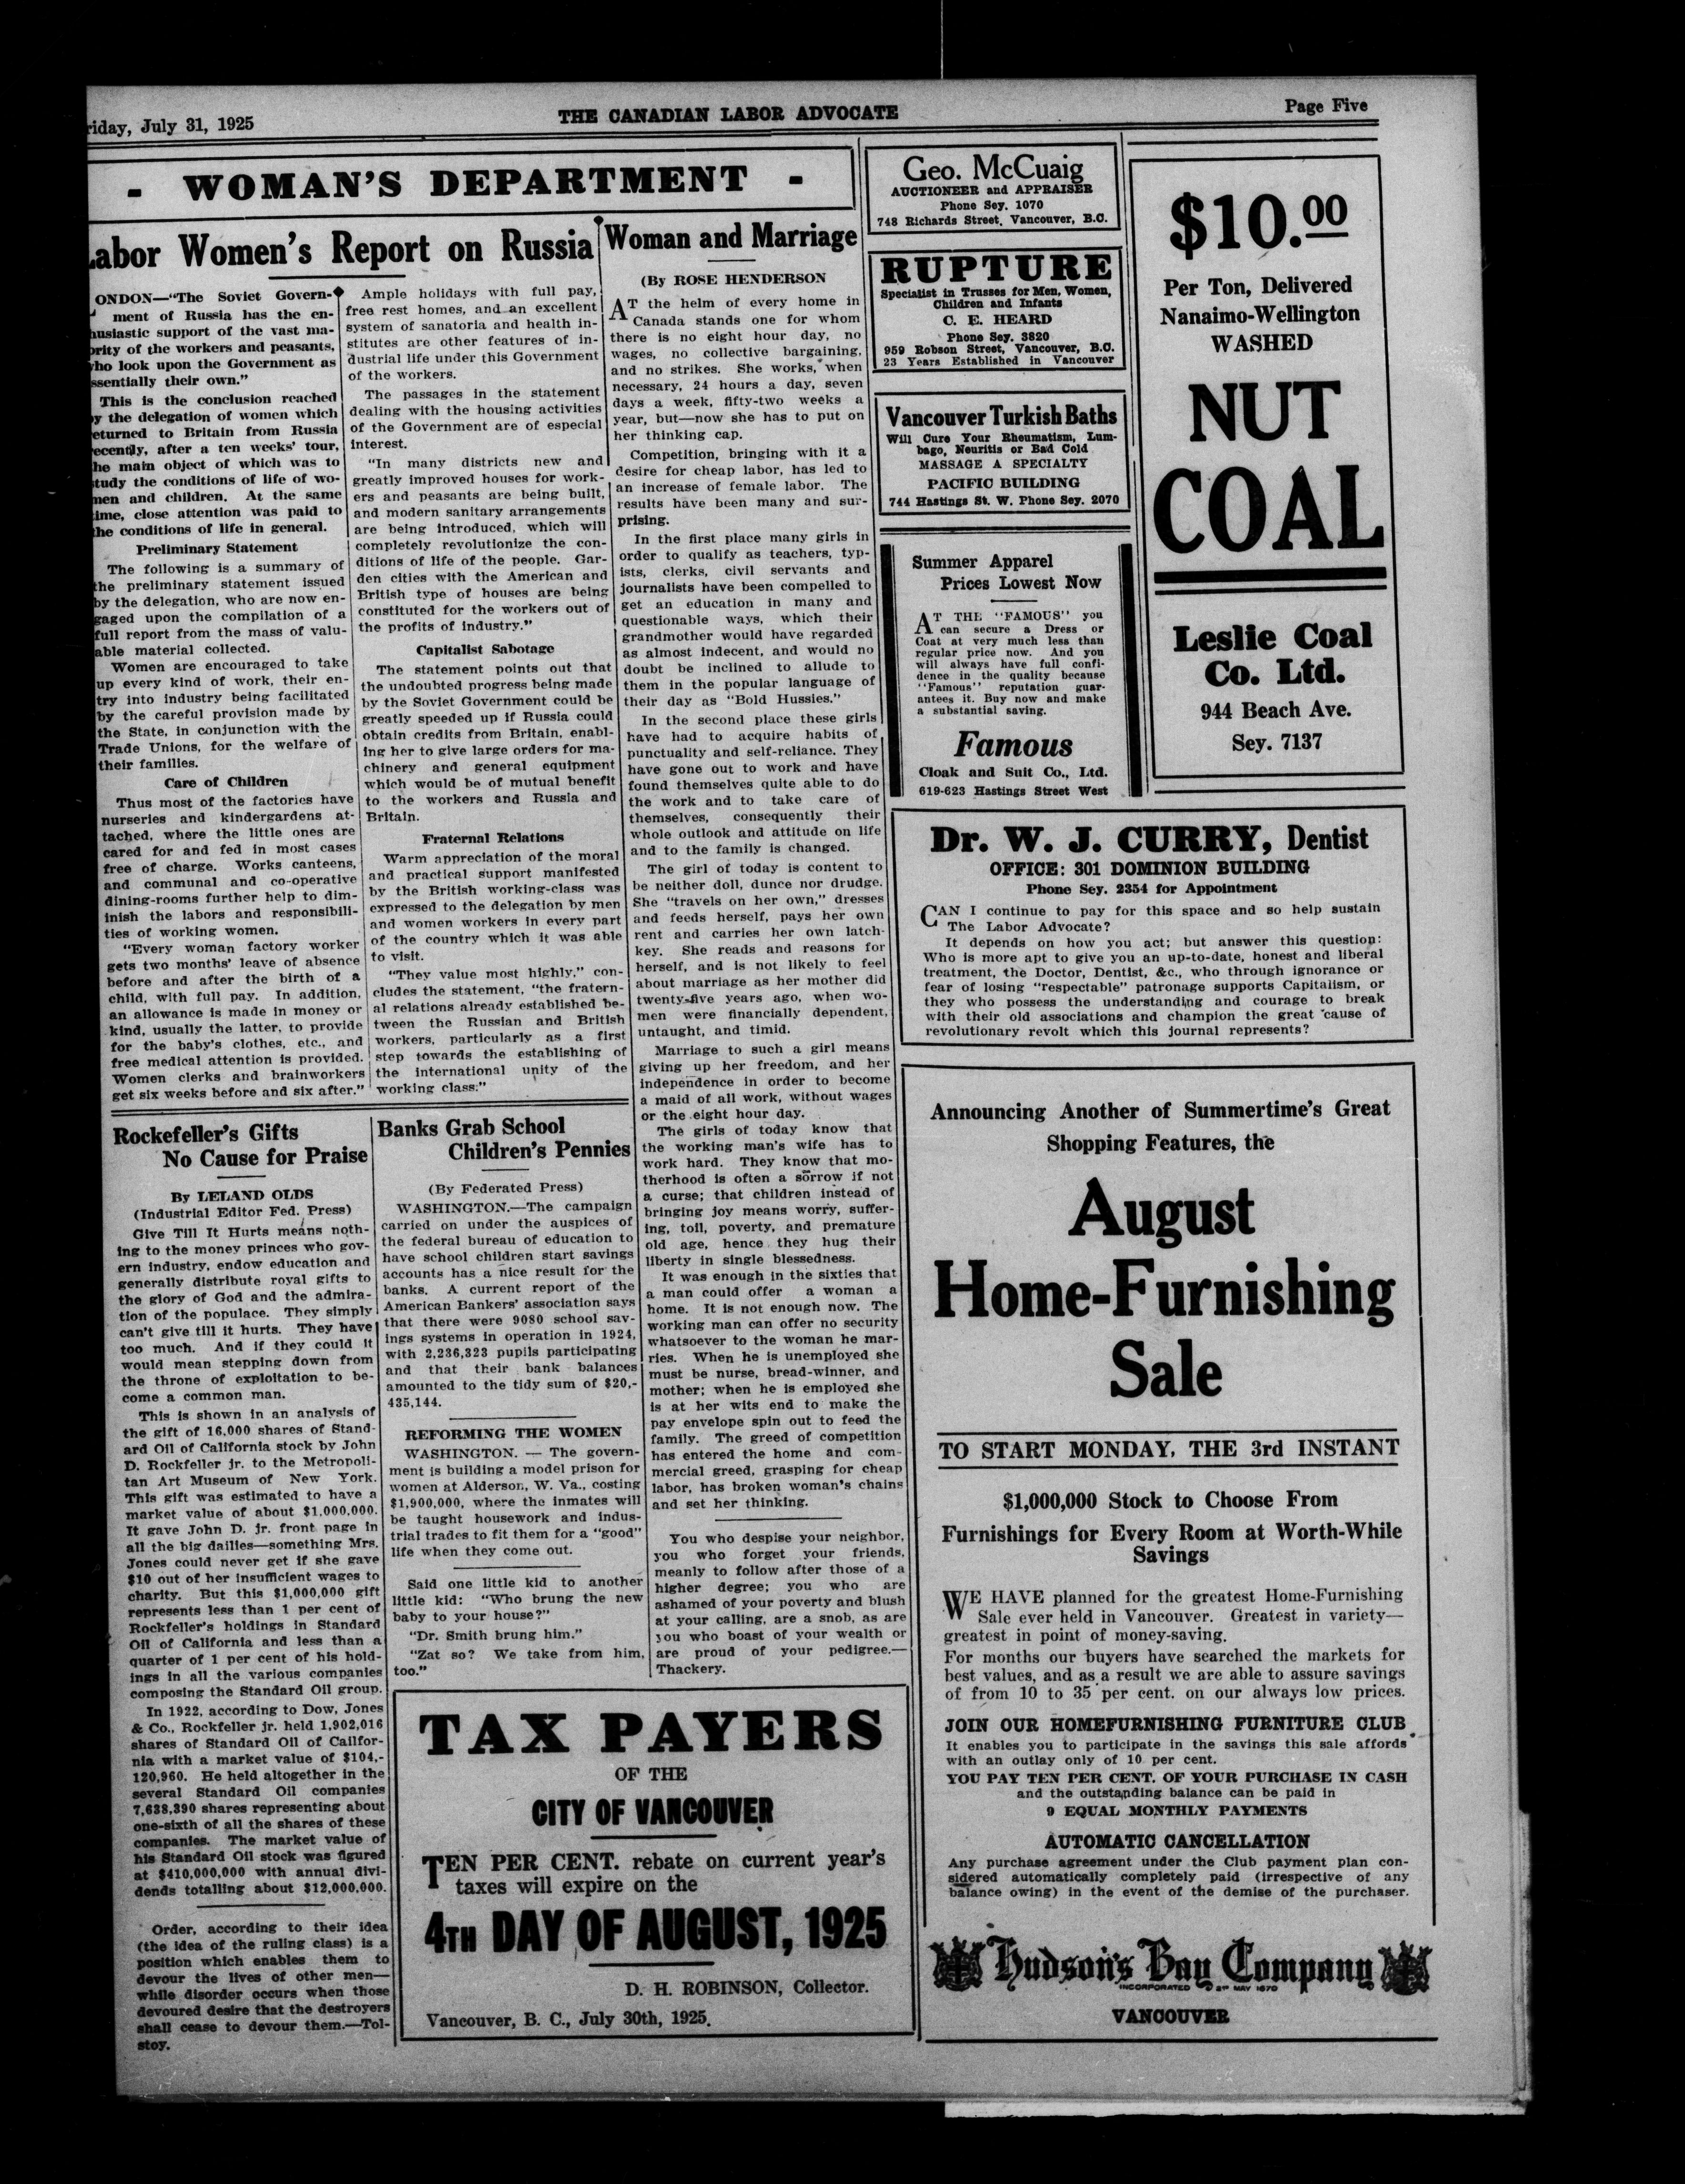 riday, July 31, 1925
THE CANADIAN LABOR ADVOCATE
Page Five
- WOMAN'S DEPARTMENT -
abor Women's Report on Russia
ONDON—"The Soviet Govern-
ment of Russia has the en-
husiastic support of the vast ma-
ority of the workers and peasants,
ho look upon the Government as
ssentially their own."
This is the conclusion reached
y the delegation of women which
eturned to Britain from Russia
ecently, after a ten weeks' tour,
he main object of which was to
tudy the conditions of life of wo-
men and children. At the same
ime, close attention was paid to
he conditions of life in general.
Preliminary Statement
The following is a summary of
the preliminary statement issued
by the delegation, who are now en-
gaged upon the compilation of a
full report from the mass of valu-
able material collected.
Women are encouraged to take
up every kind of work, their en-
try into industry being facilitated
by the careful provision made by
the State, in conjunction with the
Trade Unions, for the welfare of
their families.
Care of Children
Thus most of the factories have
nurseries and kindergardens at-
tached, where the little ones are
cared for and fed in most cases
free of charge. Works canteens,
and communal and co-operative
dining-rooms further help to dim-
inish the labors and responsibili-
ties of working women.
"Every woman factory worker
gets two months' leave of absence
before and after the birth of a
child, with full pay. In addition,
an allowance is made in money or
kind, usually the latter, to provide
for the baby's clothes, etc., and
free medical attention is provided.
Women clerks and brainworkers
get six weeks before and six after."
Ample holidays with full pay,
free rest homes, and an excellent
system of sanatoria and health in-
stitutes are other features of in-
dustrial life under this Government
of the workers.
The passages in the statement
dealing with the housing activities
of the Government are of especial
interest.
"In many districts new and
greatly improved houses for work-
ers and peasants are being built,
and modern sanitary arrangements
are being introduced, which will
completely revolutionize the con-
ditions of life of the people. Gar-
den cities with the American and
British type of houses are being
constituted for the workers out of
the profits of industry."
Capitalist Sabotage
The statement points out that
the undoubted progress being made
by the Soviet Government could be
greatly speeded up if Russia could
obtain credits from Britain, enabl-
ing her to give large orders for ma-
chinery and general equipment
which would be of mutual benefit
to the workers and Russia and
Britain.
Fraternal Relations
Warm appreciation of the moral
and practical support manifested
by the British working-class was
expressed to the delegation by men
and women workers in every part
of the country which it was able
to visit.
"They value most highly," con-
cludes the statement, "the fratern-
al relations already established be-
tween the Russian and British
workers, particularly as a first
step towards the establishing of
the international unity of the
working class."
Woman and Marriage
(By ROSE HENDERSON
AT the helm of every home in
Canada stands one for whom
there is no eight hour day, no
wages, no collective bargaining,
and no strikes. She works, when
necessary, 24 hours a day, seven
days a week, fifty-two weeks a
year, but—now she has to put on
her thinking cap.
Competition, bringing with it a
desire for cheap labor, has led to
an increase of female labor. The
results have been many and sur-
prising.
In the first place many girls in
order to qualify as teachers, typ-
ists, clerks, civil servants and
journalists have been compelled to
get an education in many and
questionable ways, which their
grandmother would have regarded
as almost indecent, and would no
doubt be inclined to allude to
them in the popular language of
their day as "Bold Hussies."
In the second place these girls
have had to acquire habits of
punctuality and self-reliance. They
have gone out to work and have
found themselves quite able to do
the work and to take care of
themselves, consequently their
whole outlook and attitude on life
and to the family is changed.
The girl of today is content to
be neither doll, dunce nor drudge.
She "travels on her own," dresses
and feeds herself, pays her own
rent and carries her own latch-
key. She reads and reasons for
herself, and is not likely to feel
about marriage as her mother did
twenty-five years ago, when wo-
men were financially dependent,
untaught, and timid.
Marriage to such a girl means
giving up her freedom, and her
independence in order to become
a maid of all work, without wages
or the eight hour day.
The girls of today know that
the working man's wife has to
work hard. They know that mo-
therhood is often a sorrow if not
a curse; that children instead of
bringing joy means worry, suffer-
ing, toil, poverty, and premature
old age, hence they hug their
liberty in single blessedness.
It was enough in the sixties that
a man could offer a woman a
home. It is not enough now. The
working man can offer no security
whatsoever to the woman he mar-
ries. When he is unemployed she
must be nurse, bread-winner, and
mother; when he is employed she
is at her wits end to make the
pay envelope spin out to feed the
family. The greed of competition
has entered the home and com-
mercial greed, grasping for cheap
labor, has broken woman's chains
and set her thinking.
You who despise your neighbor,
you who forget your friends,
meanly to follow after those of a
higher degree; you who are
ashamed of your poverty and blush
at your calling, are a snob, as are
you who boast of your wealth or
are proud of your pedigree.—
Thackery.
Rockefeller's Gifts
No Cause for Praise
By LELAND OLDS
(Industrial Editor Fed. Press)
Give Till It Hurts means noth-
ing to the money princes who gov-
ern industry, endow education and
generally distribute royal gifts to
the glory of God and the admira-
tion of the populace. They simply
can't give till it hurts. They have
too much. And if they could it
would mean stepping down from
the throne of exploitation to be-
come a common man.
This is shown in an analysis of
the gift of 16,000 shares of Stand-
ard Oil of California stock by John
D. Rockfeller jr. to the Metropoli-
tan Art Museum of New York.
This gift was estimated to have a
market value of about $1,000,000.
It gave John D. jr. front page in
all the big dailies—something Mrs.
Jones could never get if she gave
$10 out of her insufficient wages to
charity. But this $1,000,000 gift
represents less than 1 per cent of
Rockfeller's holdings in Standard
Oil of California and less than a
quarter of 1 per cent of his hold-
ings in all the various companies
composing the Standard Oil group.
In 1922, according to Dow, Jones
& Co., Rockfeller jr. held 1,902,016
shares of Standard Oil of Califor-
nia with a market value of $104,-
120,960. He held altogether in the
several Standard Oil companies
7,638,390 shares representing about
one-sixth of all the shares of these
companies. The market value of
his Standard Oil stock was figured
at $410,000,000 with annual divi-
dends totalling about $12,000,000.
Order, according to their idea
(the idea of the ruling class) is a
position which enables them to
devour the lives of other men—
while disorder occurs when those
devoured desire that the destroyers
shall cease to devour them.—Tol-
stoy.
Banks Grab School
Children's Pennies
(By Federated Press)
WASHINGTON.—The campaign
carried on under the auspices of
the federal bureau of education to
have school children start savings
accounts has a nice result for the
banks. A current report of the
American Bankers' association says
that there were 9080 school sav-
ings systems in operation in 1924,
with 2,236,323 pupils participating
and that their bank balances
amounted to the tidy sum of $20,-
435,144.
REFORMING THE WOMEN
WASHINGTON. — The govern-
ment is building a model prison for
women at Alderson, W. Va., costing
$1,900,000, where the inmates will
be taught housework and indus-
trial trades to fit them for a "good"
life when they come out.
Said one little kid to another
little kid: "Who brung the new
baby to your house?"
"Dr. Smith brung him."
"Zat so? We take from him,
too."
TAX PAYERS
OF THE
CITY OF VANCOUVER
TEN PER CENT. rebate on current year's
taxes will expire on the
4TH DAY OF AUGUST, 1925
D. H. ROBINSON, Collector.
Vancouver, B. C., July 30th, 1925.
Geo. McCuaig
AUCTIONEER and APPRAISER
Phone Sey. 1070
748 Richards Street, Vancouver, B.C.
RUPTURE
Specialist in Trusses for Men, Women,
Children and Infants
C. E. HEARD
Phone Sey. 3820
959 Robson Street, Vancouver, B.C.
23 Years Established in Vancouver
Vancouver Turkish Baths
Will Cure Your Rheumatism, Lum-
bago, Neuritis or Bad Cold
MASSAGE A SPECIALTY
PACIFIC BUILDING
744 Hastings St. W. Phone Sey. 2070
Summer Apparel
Prices Lowest Now
AT THE "FAMOUS" you
can secure a Dress or
Coat at very much less than
regular price now. And you
will always have full confi-
dence in the quality because
"Famous" reputation guar-
antees it. Buy now and make
a substantial saving.
Famous
Cloak and Suit Co., Ltd.
619-623 Hastings Street West
$10.00
Per Ton, Delivered
Nanaimo-Wellington
WASHED
NUT
COAL
Leslie Coal
Co. Ltd.
944 Beach Ave.
Sey. 7137
Dr. W. J. CURRY, Dentist
OFFICE: 301 DOMINION BUILDING
Phone Sey. 2354 for Appointment
CAN I continue to pay for this space and so help sustain
The Labor Advocate?
It depends on how you act; but answer this question:
Who is more apt to give you an up-to-date, honest and liberal
treatment, the Doctor, Dentist, &c., who through ignorance or
fear of losing "respectable" patronage supports Capitalism, or
they who possess the understanding and courage to break
with their old associations and champion the great cause of
revolutionary revolt which this journal represents?
Announcing Another of Summertime's Great
Shopping Features, the
August
Home-Furnishing
Sale
TO START MONDAY, THE 3rd INSTANT
$1,000,000 Stock to Choose From
Furnishings for Every Room at Worth-While
Savings
WE HAVE planned for the greatest Home-Furnishing
Sale ever held in Vancouver. Greatest in variety—
greatest in point of money-saving.
For months our buyers have searched the markets for
best values, and as a result we are able to assure savings
of from 10 to 35 per cent. on our always low prices.
JOIN OUR HOMEFURNISHING FURNITURE CLUB
It enables you to participate in the savings this sale affords
with an outlay only of 10 per cent.
YOU PAY TEN PER CENT. OF YOUR PURCHASE IN CASH
and the outstanding balance can be paid in
9 EQUAL MONTHLY PAYMENTS
AUTOMATIC CANCELLATION
Any purchase agreement under the Club payment plan con-
sidered automatically completely paid (irrespective of any
balance owing) in the event of the demise of the purchaser.
Hudson's Bay Company
INCORPORATED 2ND MAY 1670
VANCOUVER